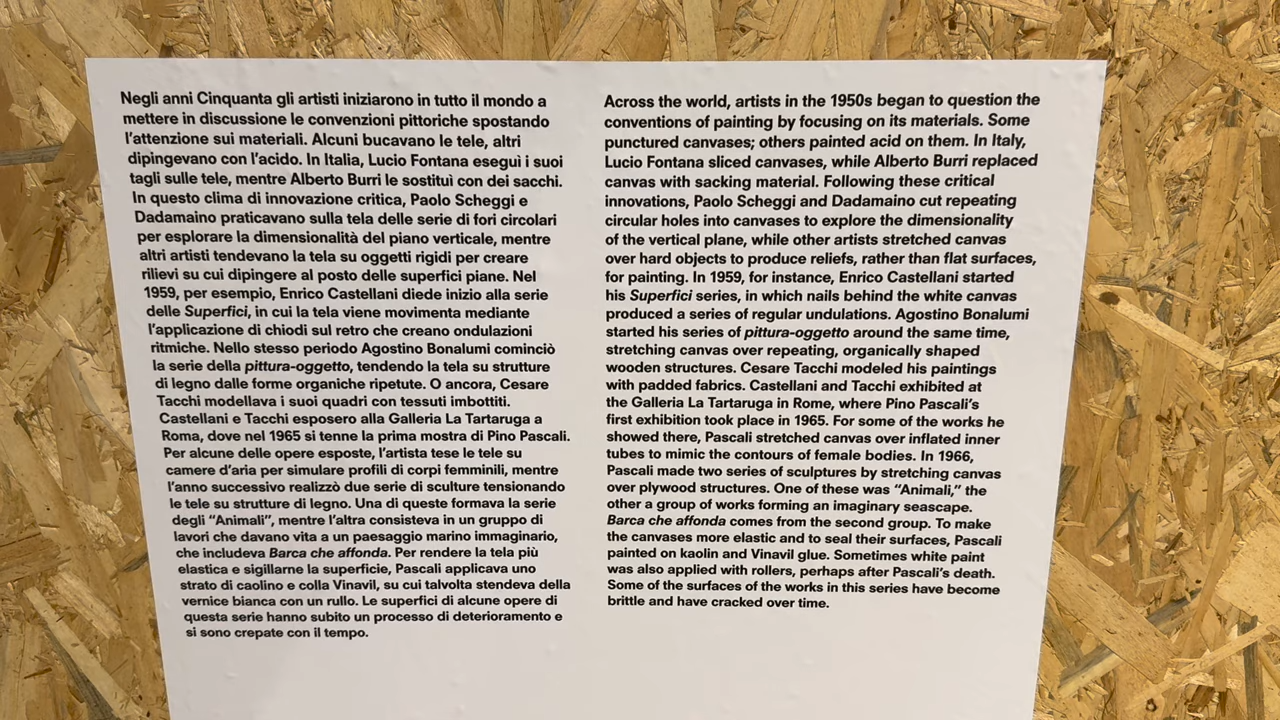 Negli anni Cinquanta gli artisti iniziarono in tutto il mondo a
mettere in discussione le convenzioni pittoriche spostando
l'attenzione sui materiali. Alcuni bucavano le tele, altri
dipingevano con l'acido. In Italia, Lucio Fontana eseguì i suoi
tagli sulle tele, mentre Alberto Burri le sostituì con dei sacchi.
In questo clima di innovazione critica, Paolo Scheggi e
Dadamaino praticavano sulla tela delle serie di fori circolari
per esplorare la dimensionalità del piano verticale, mentre
altri artisti tendevano la tela su oggetti rigidi per creare
rilievi su cui dipingere al posto delle superfici piane. Nel
1959, per esempio, Enrico Castellani diede inizio alla serie
delle Superfici, in cui la tela viene movimenta mediante
l'applicazione di chiodi sul retro che creano ondulazioni
ritmiche. Nello stesso periodo Agostino Bonalumi cominciò
la serie della pittura-oggetto, tendendo la tela su strutture
di legno dalle forme organiche ripetute. O ancora, Cesare
Tacchi modellava i suoi quadri con tessuti imbottiti.
Castellani e Tacchi esposero alla Galleria La Tartaruga a
Roma, dove nel 1965 si tenne la prima mostra di Pino Pascali.
Per alcune delle opere esposte, l'artista tese le tele su
camere d'aria per simulare profili di corpi femminili, mentre
l'anno successivo realizzò due serie di sculture tensionando
le tele su strutture di legno. Una di queste formava la serie
degli "Animali", mentre l'altra consisteva in un gruppo di
lavori che davano vita a un paesaggio marino immaginario,
che includeva Barca che affonda. Per rendere la tela più
elastica e sigillarne la superficie, Pascali applicava uno
strato di caolino e colla Vinavil, su cui talvolta stendeva della
vernice bianca con un rullo. Le superfici di alcune opere di
questa serie hanno subito un processo di deterioramento e
si sono crepate con il tempo.
Across the world, artists in the 1950s began to question the
conventions of painting by focusing on its materials. Some
punctured canvases; others painted acid on them. In Italy,
Lucio Fontana sliced canvases, while Alberto Burri replaced
canvas with sacking material. Following these critical
innovations, Paolo Scheggi and Dadamaino cut repeating
circular holes into canvases to explore the dimensionality
of the vertical plane, while other artists stretched canvas
over hard objects to produce reliefs, rather than flat surfaces,
for painting. In 1959, for instance, Enrico Castellani started
his Superfici series, in which nails behind the white canvas
produced a series of regular undulations. Agostino Bonalumi
started his series of pittura-oggetto around the same time,
stretching canvas over repeating, organically shaped
wooden structures. Cesare Tacchi modeled his paintings
with padded fabrics. Castellani and Tacchi exhibited at
the Galleria La Tartaruga in Rome, where Pino Pascali's
first exhibition took place in 1965. For some of the works he
showed there, Pascali stretched canvas over inflated inner
tubes to mimic the contours of female bodies. In 1966,
Pascali made two series of sculptures by stretching canvas
over plywood structures. One of these was "Animali," the
other a group of works forming an imaginary seascape.
Barca che affonda comes from the second group. To make
the canvases more elastic and to seal their surfaces, Pascali
painted on kaolin and Vinavil glue. Sometimes white paint
was also applied with rollers, perhaps after Pascali's death.
Some of the surfaces of the works in this series have become
brittle and have cracked over time.